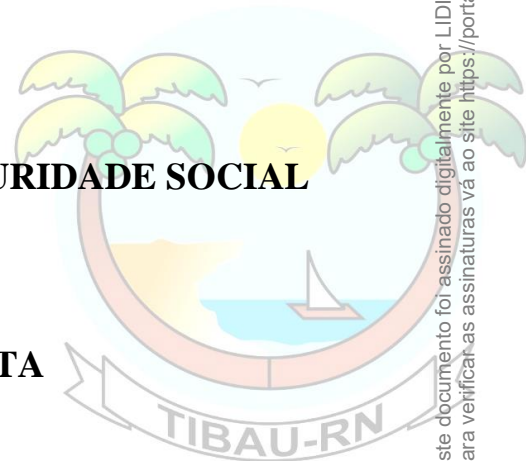 URIDADE SOCIAL
TA
TIBAU-RN
ste documento foi assinado digitalmente por LIDI
ara verificar as assinaturas vá ao site https://porta